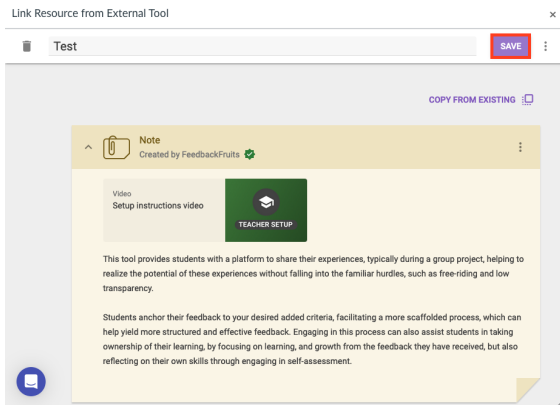 Link Resource from External Tool
×
Test
SAVE
COPY FROM EXISTING
Note
Created by FeedbackFruits
Video
Setup instructions video
TEACHER SETUP
This tool provides students with a platform to share their experiences, typically during a group project, helping to
realize the potential of these experiences without falling into the familiar hurdles, such as free-riding and low
transparency.
Students anchor their feedback to your desired added criteria, facilitating a more scaffolded process, which can
help yield more structured and effective feedback. Engaging in this process can also assist students in taking
ownership of their learning, by focusing on learning, and growth from the feedback they have received, but also
reflecting on their own skills through engaging in self-assessment.